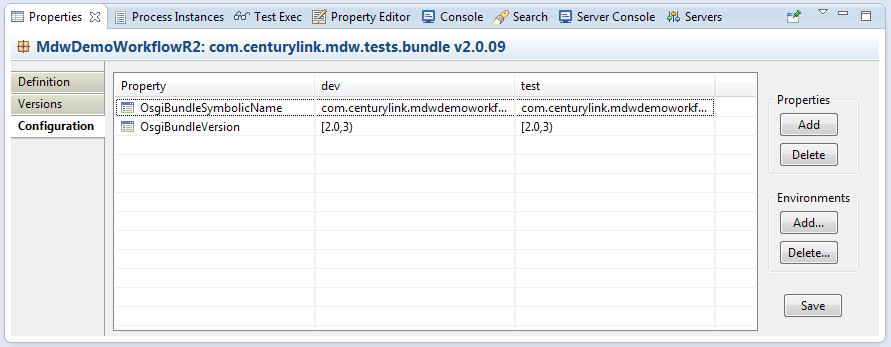 Properties Process Instances Test Exec Property Editor Console Search Server Console Servers
MdwDemoWorkflowR2: com.centurylink.mdw.tests.bundle v2.0.09
Definition
Versions
Configuration
Property dev test
OsgiBundleSymbolicName com.centurylink.mdwdemoworkf... com.centurylink.mdwdemoworkf...
OsgiBundleVersion [2.0,3) [2.0,3)
Properties
Add
Delete
Environments
Add...
Delete...
Save